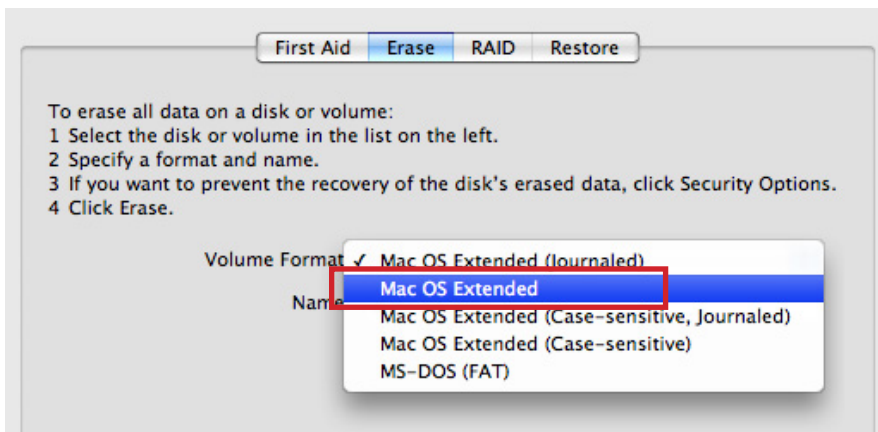 First Aid Erase RAID Restore
To erase all data on a disk or volume:
1 Select the disk or volume in the list on the left.
2 Specify a format and name.
3 If you want to prevent the recovery of the disk's erased data, click Security Options.
4 Click Erase.
Volume Format ✓ Mac OS Extended (Journaled)
Name Mac OS Extended
Mac OS Extended (Case-sensitive, Journaled)
Mac OS Extended (Case-sensitive)
MS-DOS (FAT)